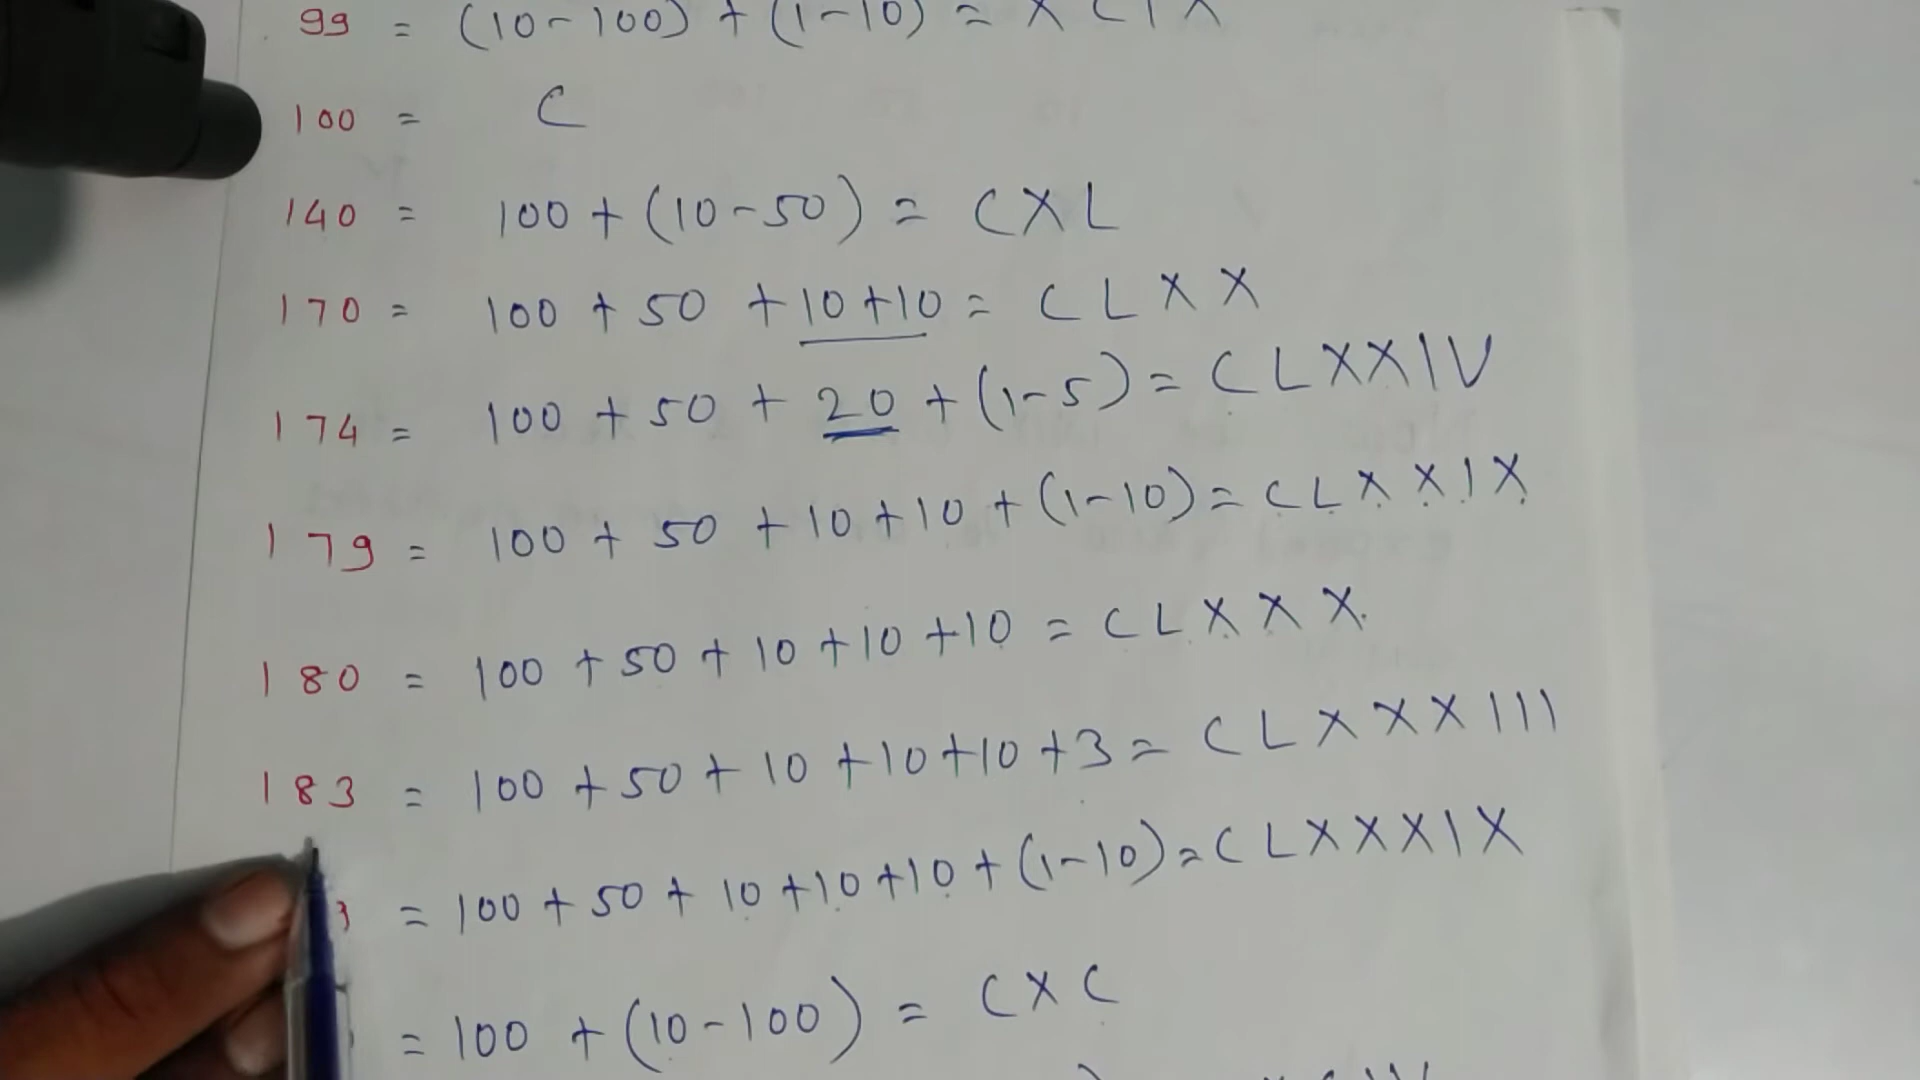 99 = (10-100) + (1-10) = XCIX
100 = C
140 = 100 + (10-50) = CXL
170 = 100 + 50 + 10+10 = CLXX
174 = 100 + 50 + 20 + (1-5) = CLXXIV
179 = 100 + 50 + 10+10 + (1-10) = CLXXIX
180 = 100 + 50 + 10 +10 +10 = CLXXX
183 = 100 + 50 + 10 +10+10 +3 = CLXXXIII
= 100 + 50 + 10 +10 +10 + (1-10) = CLXXXIX
= 100 + (10-100) = CXC